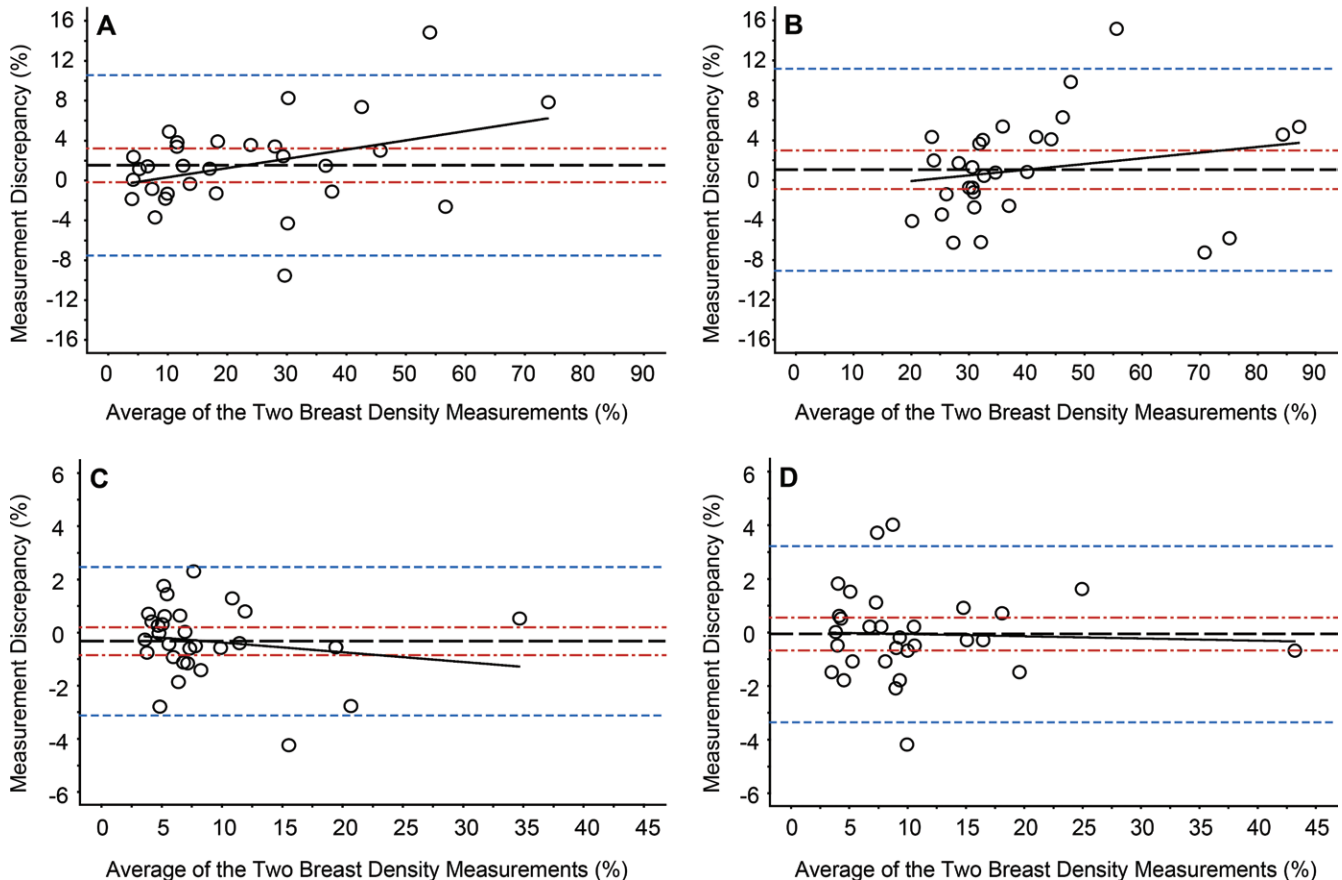 A
Measurement Discrepancy (%)
16
12
8
4
0
-4
-8
-12
-16
0 10 20 30 40 50 60 70 80 90
Average of the Two Breast Density Measurements (%)
B
Measurement Discrepancy (%)
16
12
8
4
0
-4
-8
-12
-16
0 10 20 30 40 50 60 70 80 90
Average of the Two Breast Density Measurements (%)
C
Measurement Discrepancy (%)
6
4
2
0
-2
-4
-6
0 5 10 15 25 20 30 35 40 45
Average of the Two Breast Density Measurements (%)
D
Measurement Discrepancy (%)
6
4
2
0
-2
-4
-6
0 5 10 15 25 20 30 35 40 45
Average of the Two Breast Density Measurements (%)